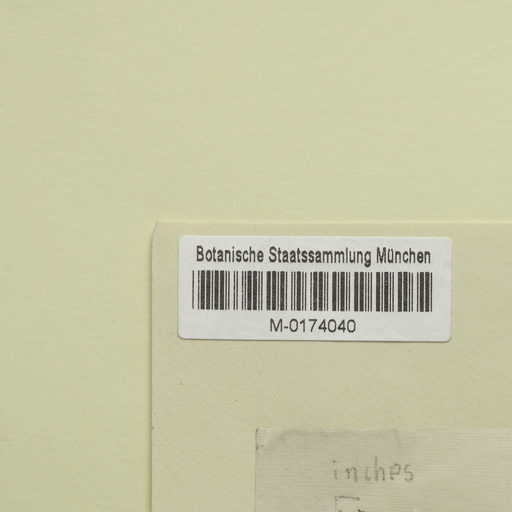 Botanische Staatssammlung München
M-0174040
inches